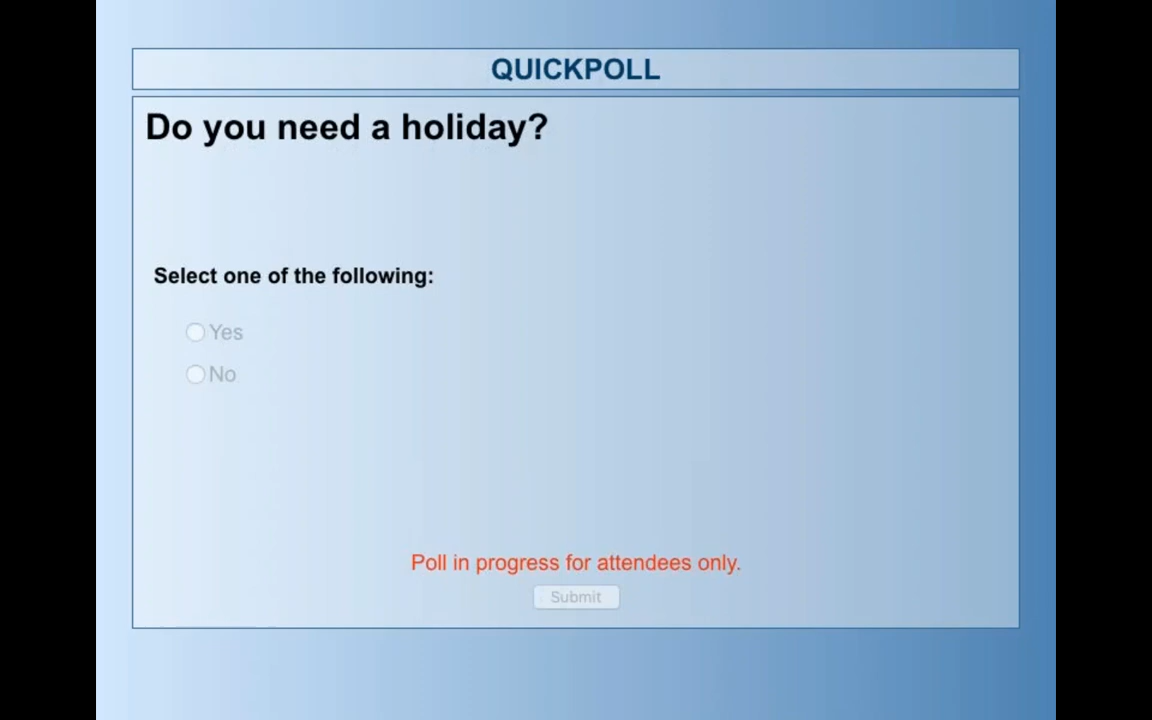 QUICKPOLL
Do you need a holiday?
Select one of the following:
Yes
No
Poll in progress for attendees only.
Submit